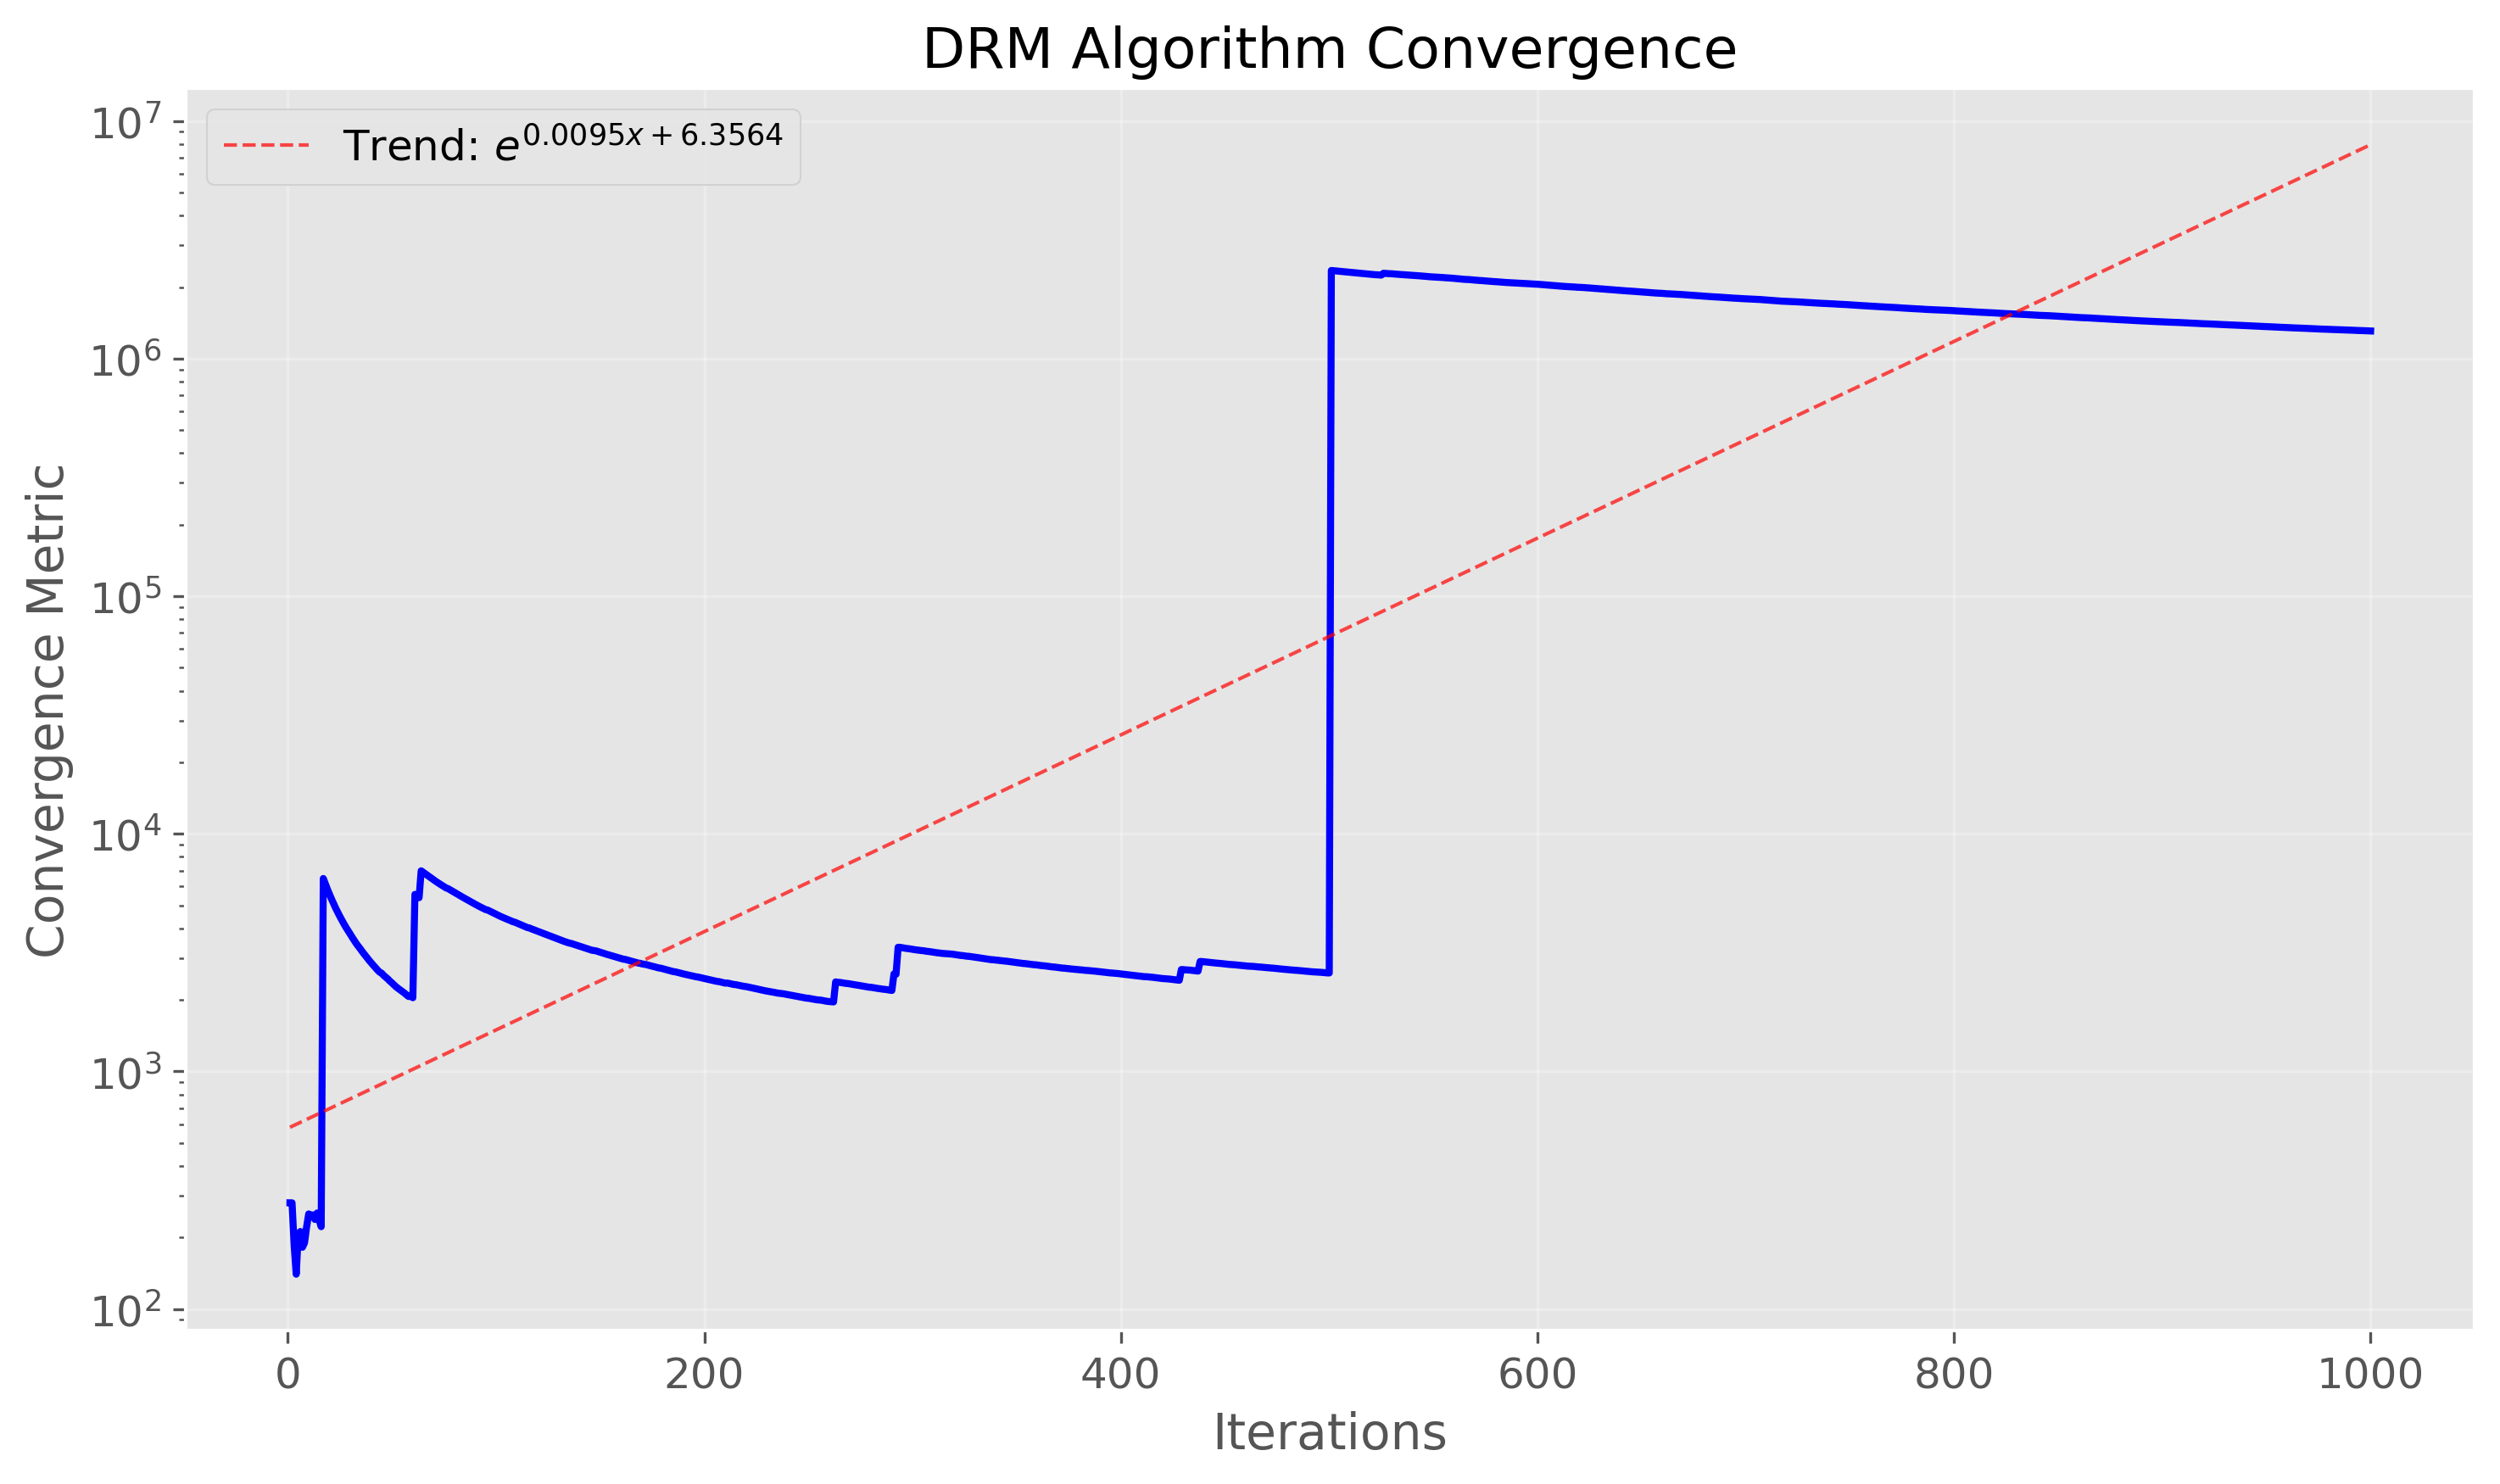 DRM Algorithm Convergence
Trend: e^{0.0095x + 6.3564}
Convergence Metric
10^7
10^6
10^5
10^4
10^3
10^2
0 200 400 600 800 1000
Iterations